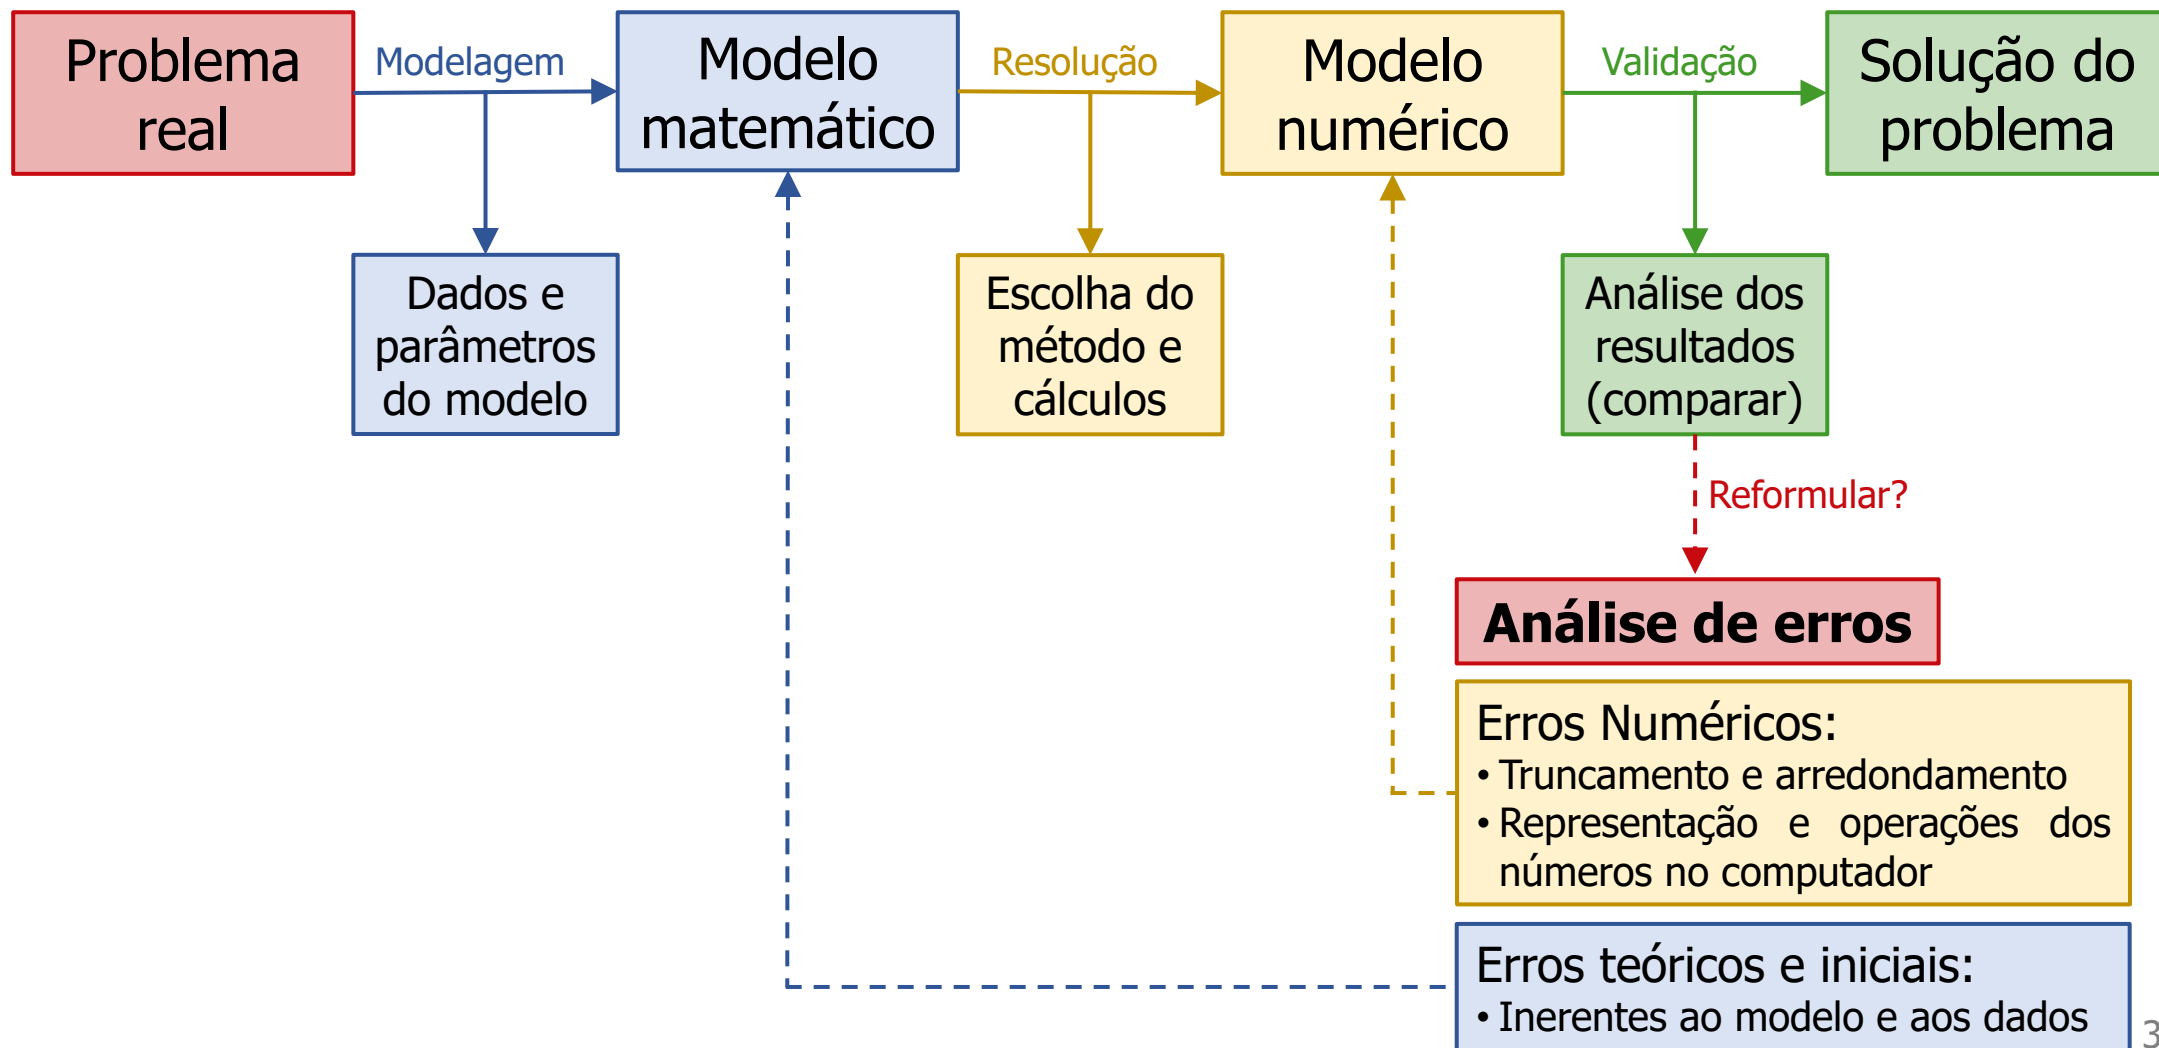 Problema
real
Modelagem
Modelo
matemático
Resolução
Modelo
numérico
Validação
Solução do
problema
Dados e
parâmetros
do modelo
Escolha do
método e
cálculos
Análise dos
resultados
(comparar)
Reformular?
Análise de erros
Erros Numéricos:
• Truncamento e arredondamento
• Representação e operações dos
números no computador
Erros teóricos e iniciais:
• Inerentes ao modelo e aos dados
3